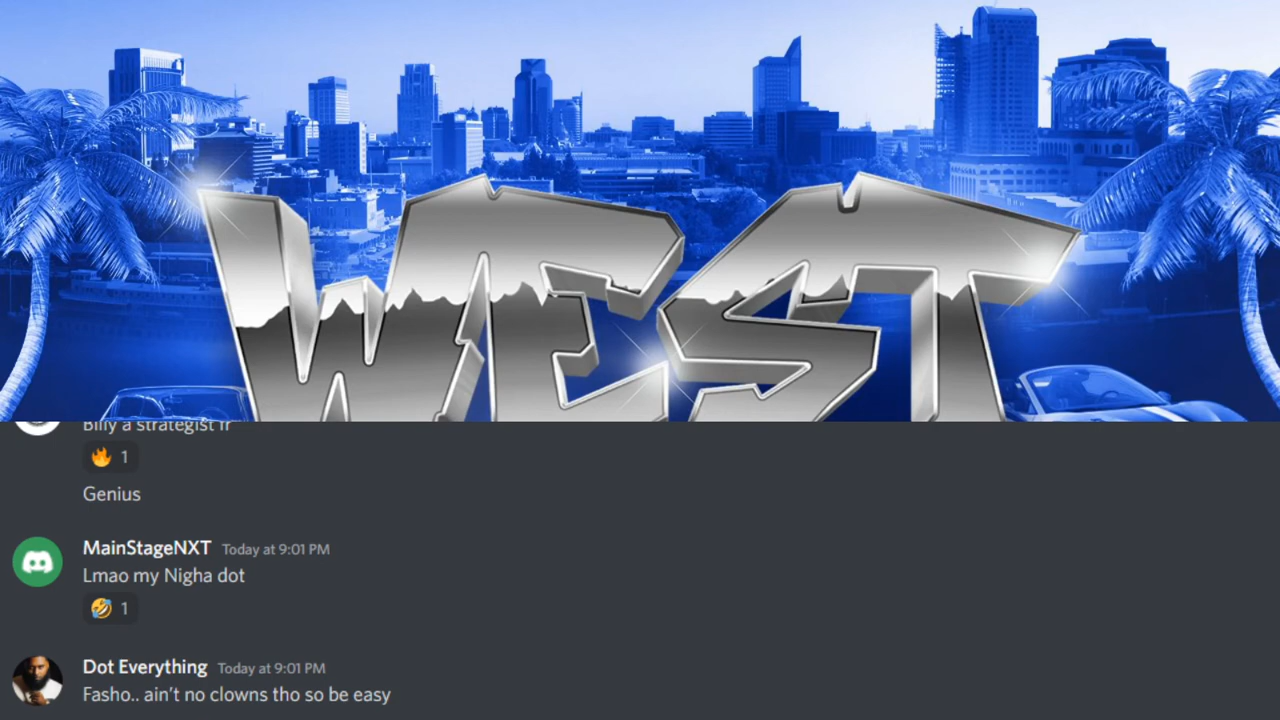 WEST
Billy a strategist fr
1
Genius
MainStageNXT Today at 9:01 PM
Lmao my Nigha dot
1
Dot Everything Today at 9:01 PM
Fasho.. ain't no clowns tho so be easy